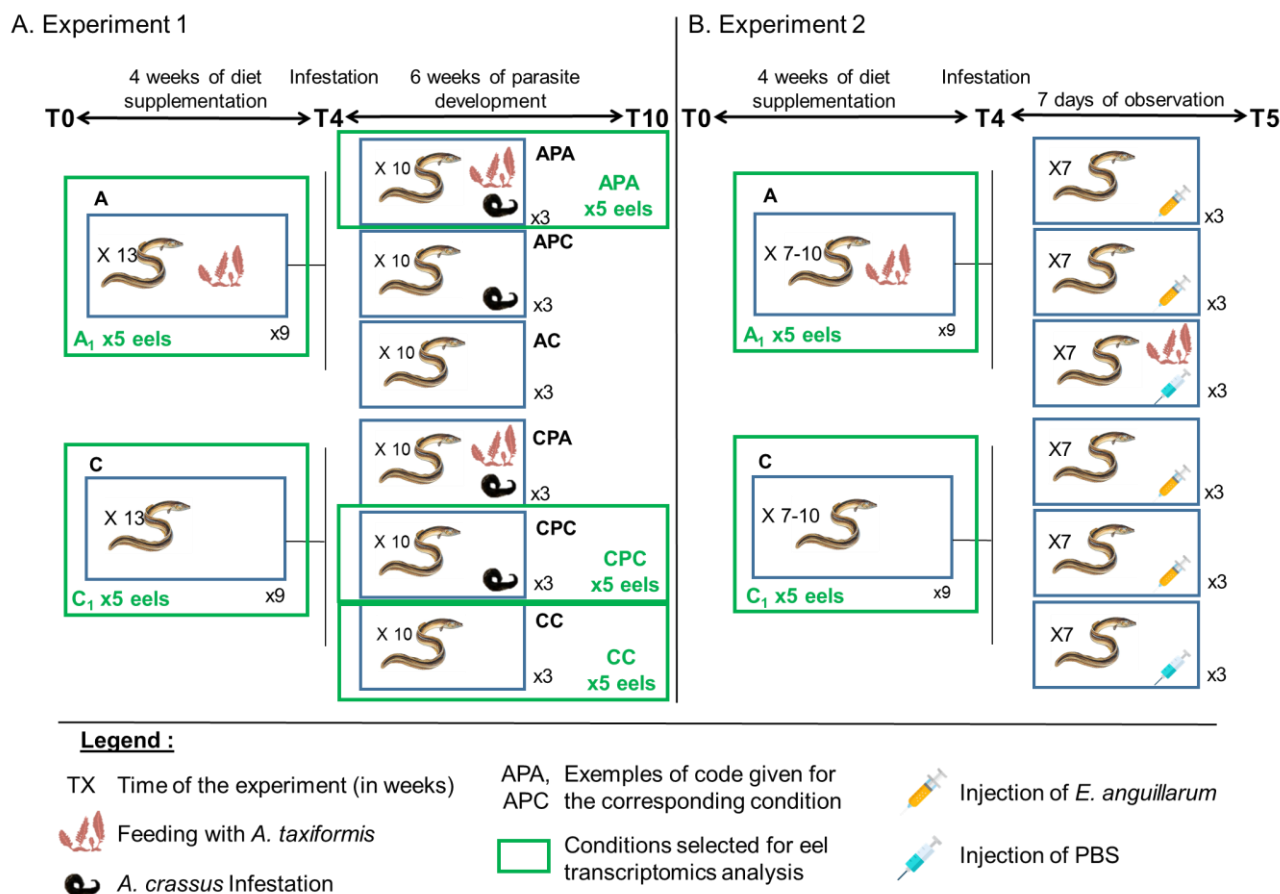 A. Experiment 1
4 weeks of diet
supplementation
Infestation
6 weeks of parasite
development
T0
T4
T10
A
X 13
x9
A1 x5 eels
C
X 13
x9
C1 x5 eels
X 10
APA
APA
x5 eels
x3
X 10
APC
x3
X 10
AC
x3
X 10
CPA
x3
X 10
CPC
CPC
x5 eels
x3
X 10
CC
CC
x5 eels
x3
B. Experiment 2
4 weeks of diet
supplementation
Infestation
7 days of observation
T0
T4
T5
A
X 7-10
x9
A1 x5 eels
C
X 7-10
x9
C1 x5 eels
X7
x3
X7
x3
X7
x3
X7
x3
X7
x3
X7
x3
Legend :
TX Time of the experiment (in weeks)
Feeding with A. taxiformis
A. crassus Infestation
APA, Exemples of code given for
APC the corresponding condition
Conditions selected for eel
transcriptomics analysis
Injection of E. anguillarum
Injection of PBS